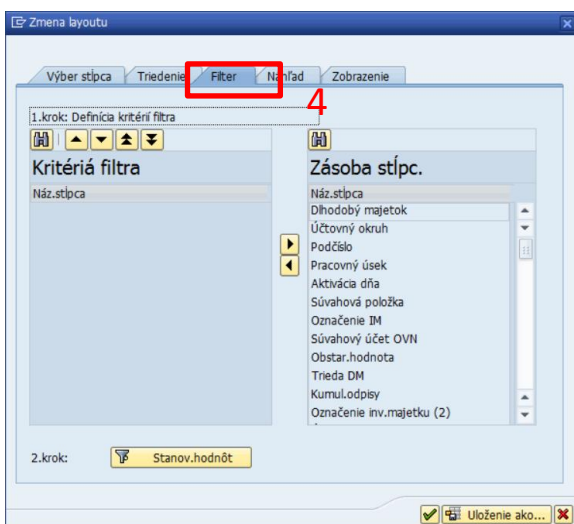 Zmena layoutu
Výber stĺpca Triedenie Filter Náhľad Zobrazenie
4
1.krok: Definícia kritérií filtra
Kritériá filtra Zásoba stĺpc.
Náz.stĺpca Náz.stĺpca
Dlhodobý majetok
Účtovný okruh
Podčíslo
Pracovný úsek
Aktivácia dňa
Súvahová položka
Označenie IM
Súvahový účet OVN
Obstar.hodnota
Trieda DM
Kumul.odpisy
Označenie inv.majetku (2)
2.krok: Stanov.hodnôt
Uloženie ako...